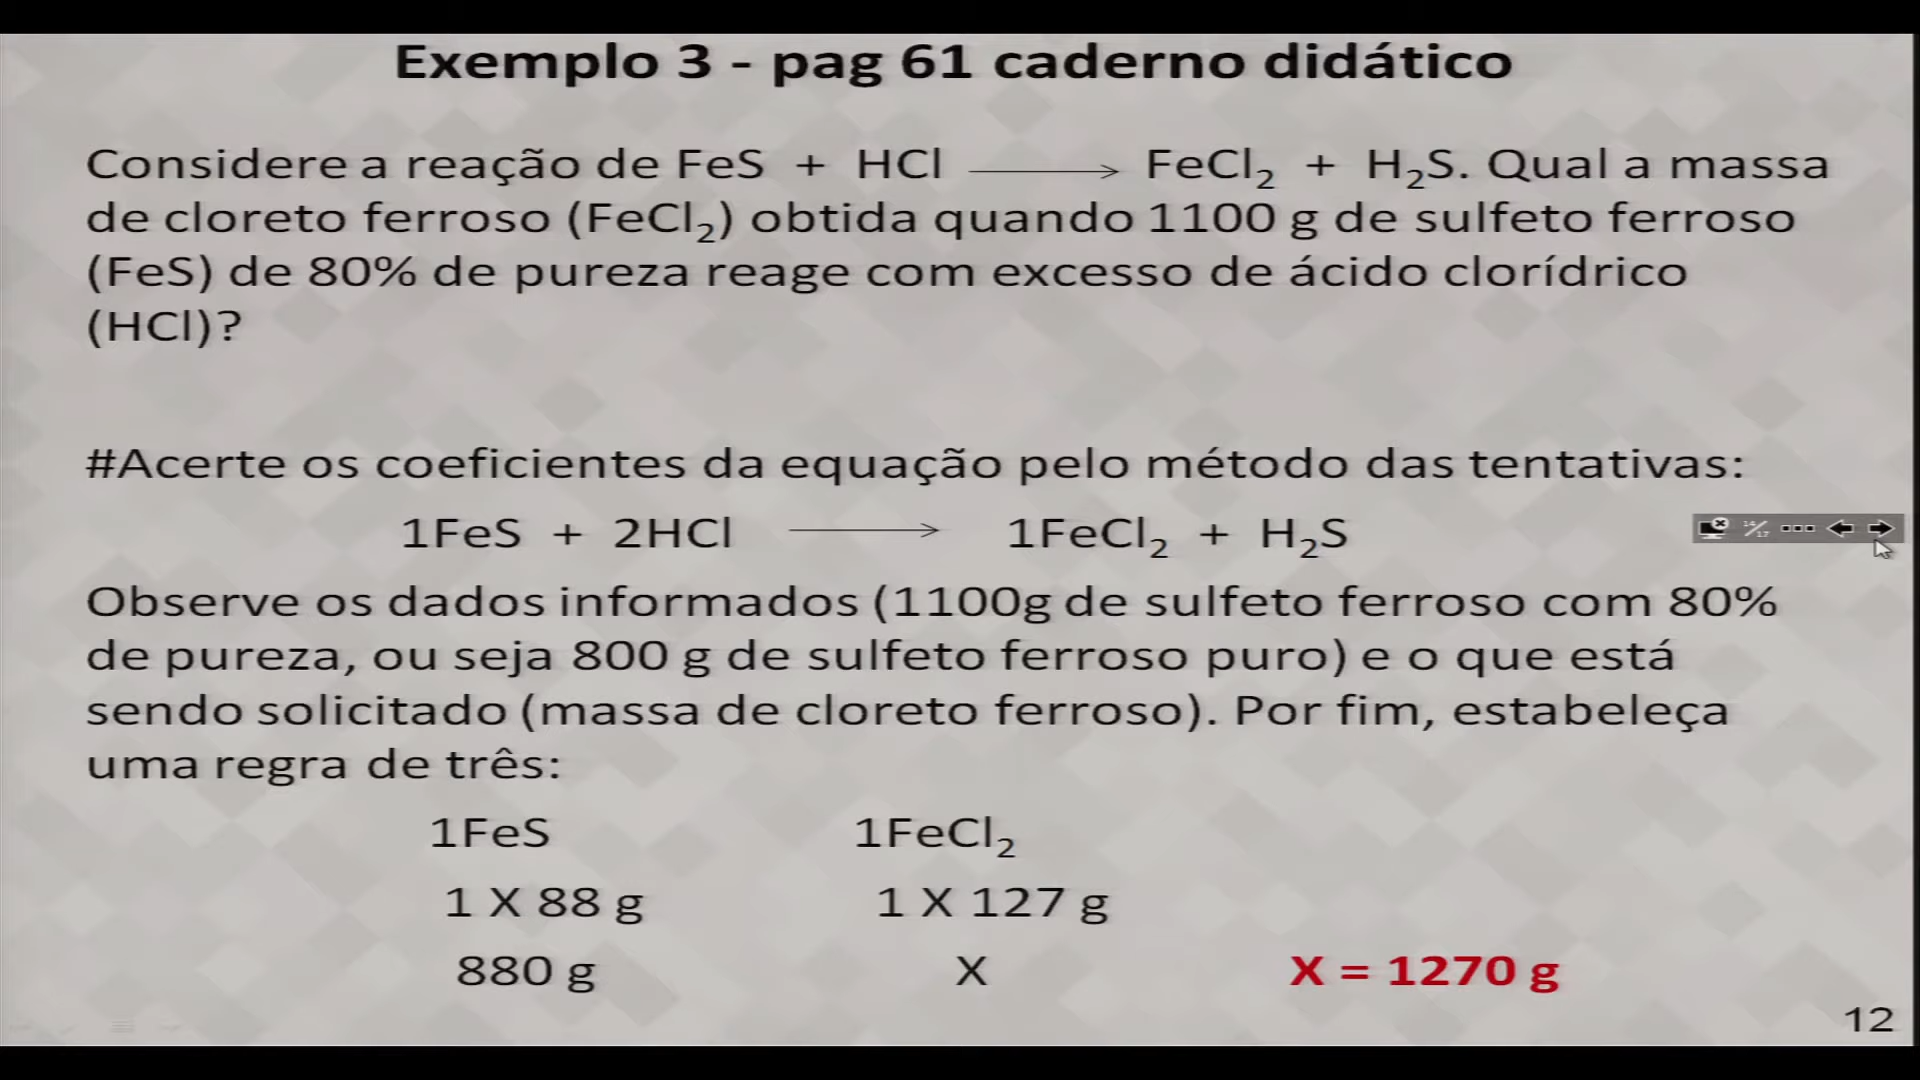 Exemplo 3 - pag 61 caderno didático
Considere a reação de FeS + HCl ⟶ FeCl₂ + H₂S. Qual a massa
de cloreto ferroso (FeCl₂) obtida quando 1100 g de sulfeto ferroso
(FeS) de 80% de pureza reage com excesso de ácido clorídrico
(HCl)?
#Acerte os coeficientes da equação pelo método das tentativas:
1FeS + 2HCl ⟶ 1FeCl₂ + H₂S
14/17
Observe os dados informados (1100g de sulfeto ferroso com 80%
de pureza, ou seja 800 g de sulfeto ferroso puro) e o que está
sendo solicitado (massa de cloreto ferroso). Por fim, estabeleça
uma regra de três:
1FeS 1FeCl₂
1 X 88 g 1 X 127 g
880 g X X = 1270 g
12